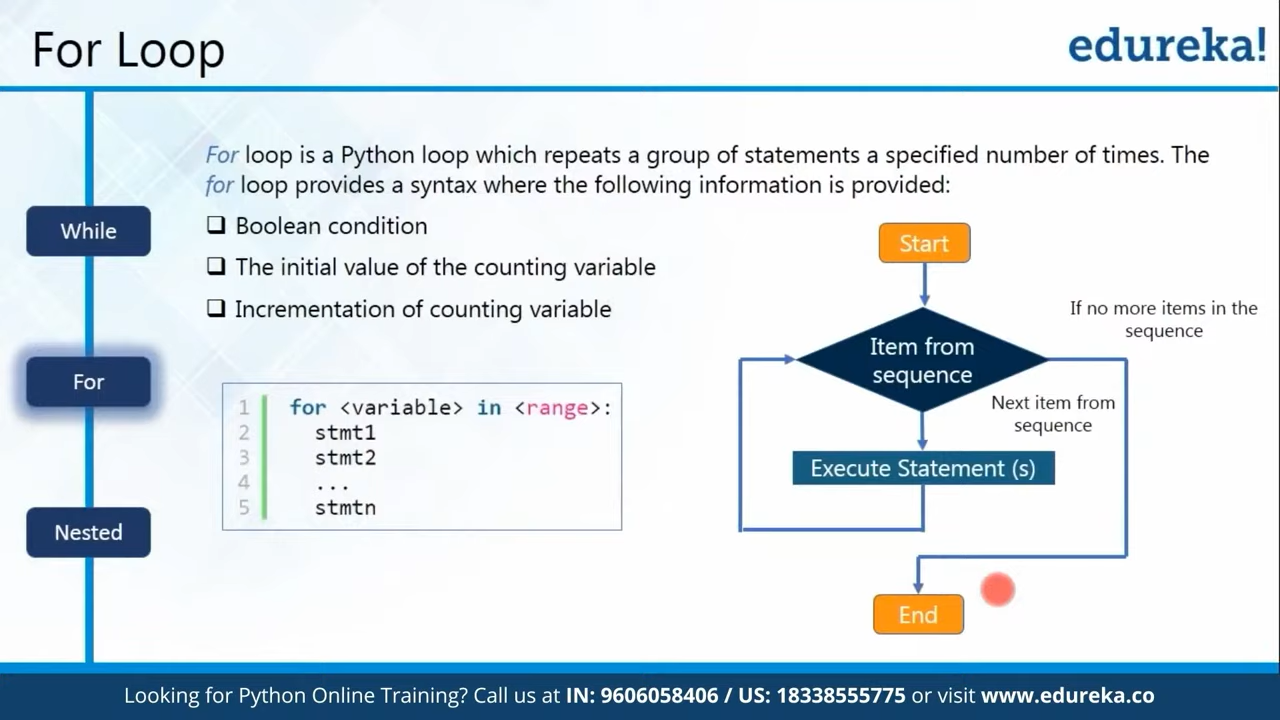 For Loop
edureka!
For loop is a Python loop which repeats a group of statements a specified number of times. The
for loop provides a syntax where the following information is provided:
Boolean condition
The initial value of the counting variable
Incrementation of counting variable
While
For
Nested
1 for <variable> in <range>:
2 stmt1
3 stmt2
4 ...
5 stmtn
Start
Item from
sequence
If no more items in the
sequence
Next item from
sequence
Execute Statement (s)
End
Looking for Python Online Training? Call us at IN: 9606058406 / US: 18338555775 or visit www.edureka.co